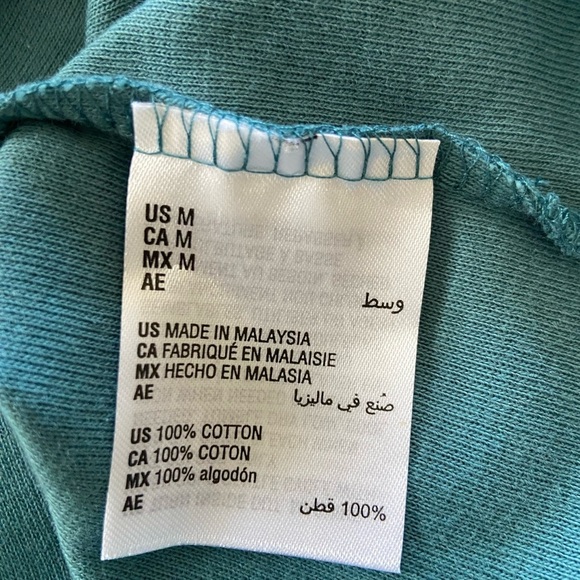 US M
CA M
MX M
AE وسط
US MADE IN MALAYSIA
CA FABRIQUÉ EN MALAISIE
MX HECHO EN MALASIA
AE صُنع في ماليزيا
US 100% COTTON
CA 100% COTON
MX 100% algodón
AE 100% قطن